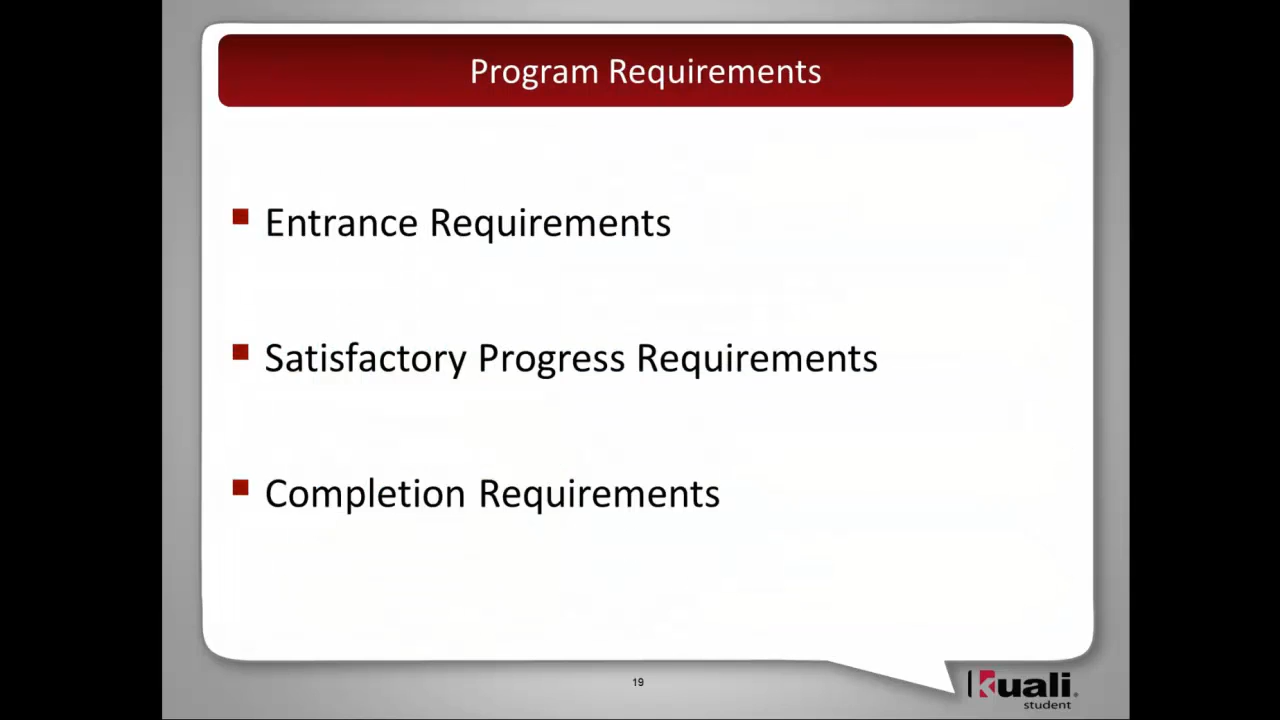 Program Requirements
Entrance Requirements
Satisfactory Progress Requirements
Completion Requirements
19
Kuali
student